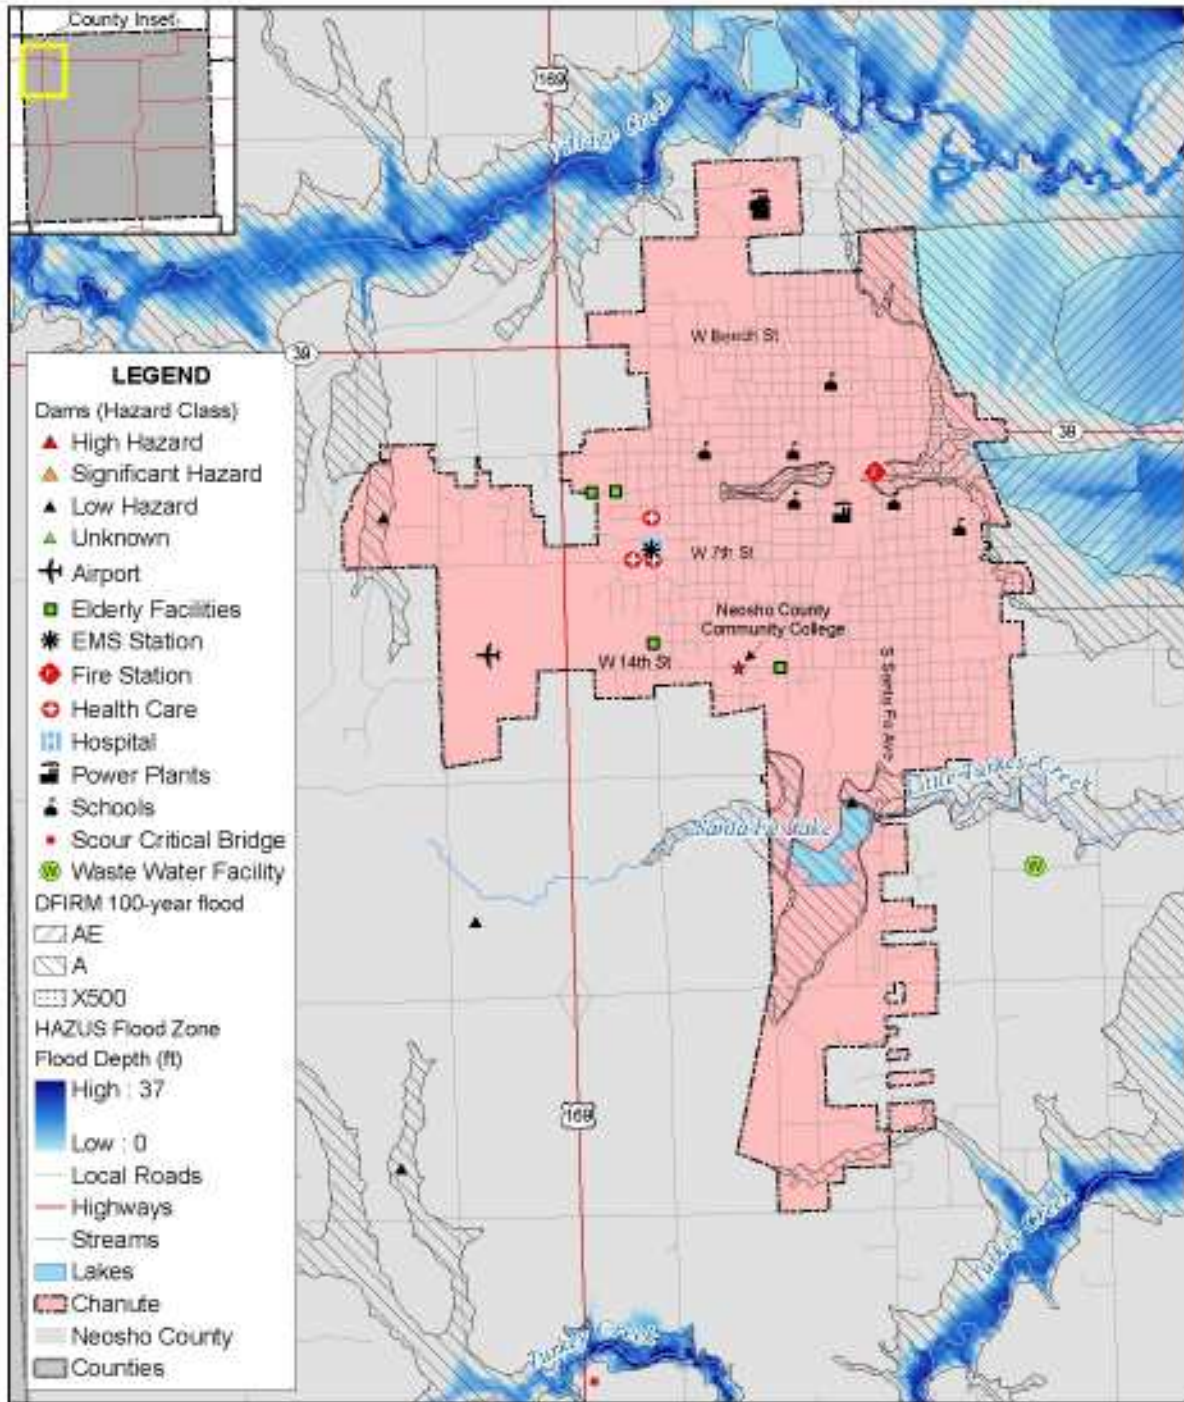 County Inset
169
Village Creek
W Beech St
39
39
LEGEND
Dams (Hazard Class)
High Hazard
Significant Hazard
Low Hazard
Unknown
Airport
Elderly Facilities
EMS Station
Fire Station
Health Care
Hospital
Power Plants
Schools
Scour Critical Bridge
Waste Water Facility
DFIRM 100-year flood
AE
A
X500
HAZUS Flood Zone
Flood Depth (ft)
High : 37
Low : 0
Local Roads
Highways
Streams
Lakes
Chanute
Neosho County
Counties
W 7th St
Neosho County
Community College
W 14th St
S Santa Fe Ave
Little Turkey Creek
Santa Fe Lake
W
169
Turkey Creek
Turkey Creek